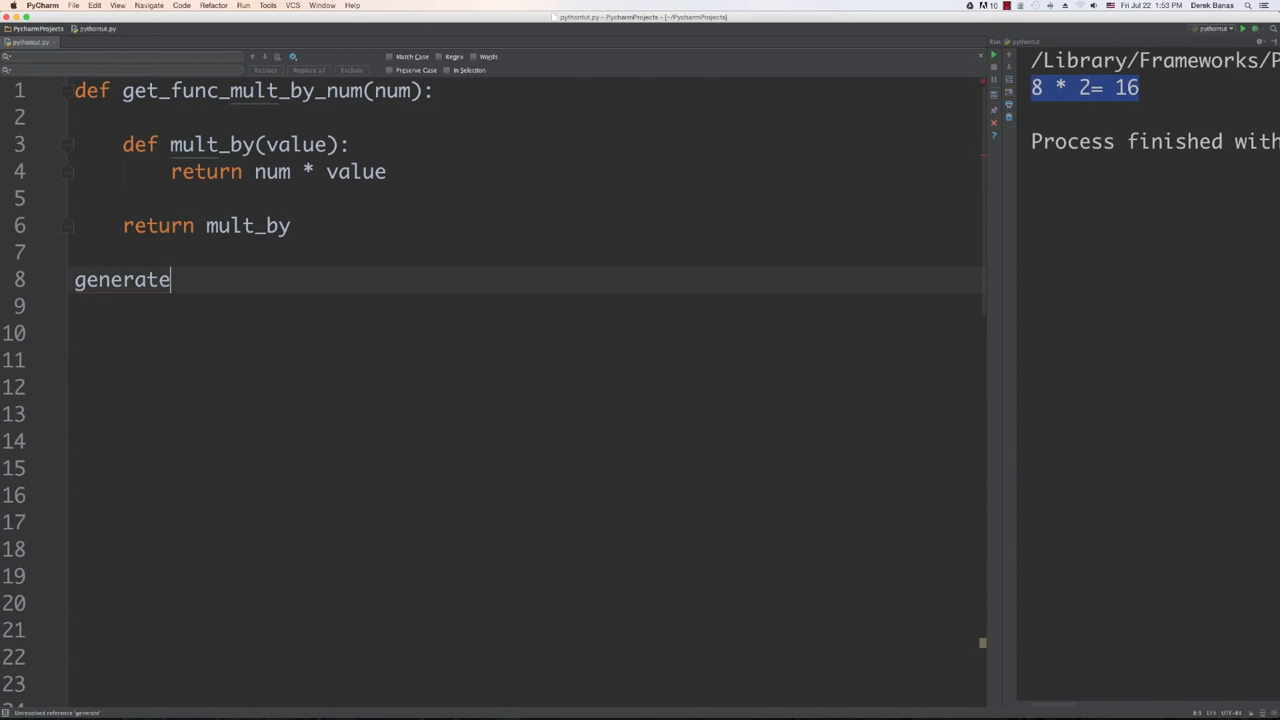 PyCharm File Edit View Navigate Code Refactor Run Tools VCS Window Help
10 Fri Jul 22 1:53 PM Derek Banas
pythontut.py - PycharmProjects - [~/PycharmProjects]
PycharmProjects pythontut.py
pythontut
pythontut.py
Run pythontut
Match Case Regex Words
Replace Replace all Exclude Preserve Case In Selection
1 def get_func_mult_by_num(num):
2
3 def mult_by(value):
4 return num * value
5
6 return mult_by
7
8 generate
9
10
11
12
13
14
15
16
17
18
19
20
21
22
23
/Library/Frameworks/P
8 * 2= 16
Process finished with
Unresolved reference 'generate'
8:9 LF÷ UTF-8÷